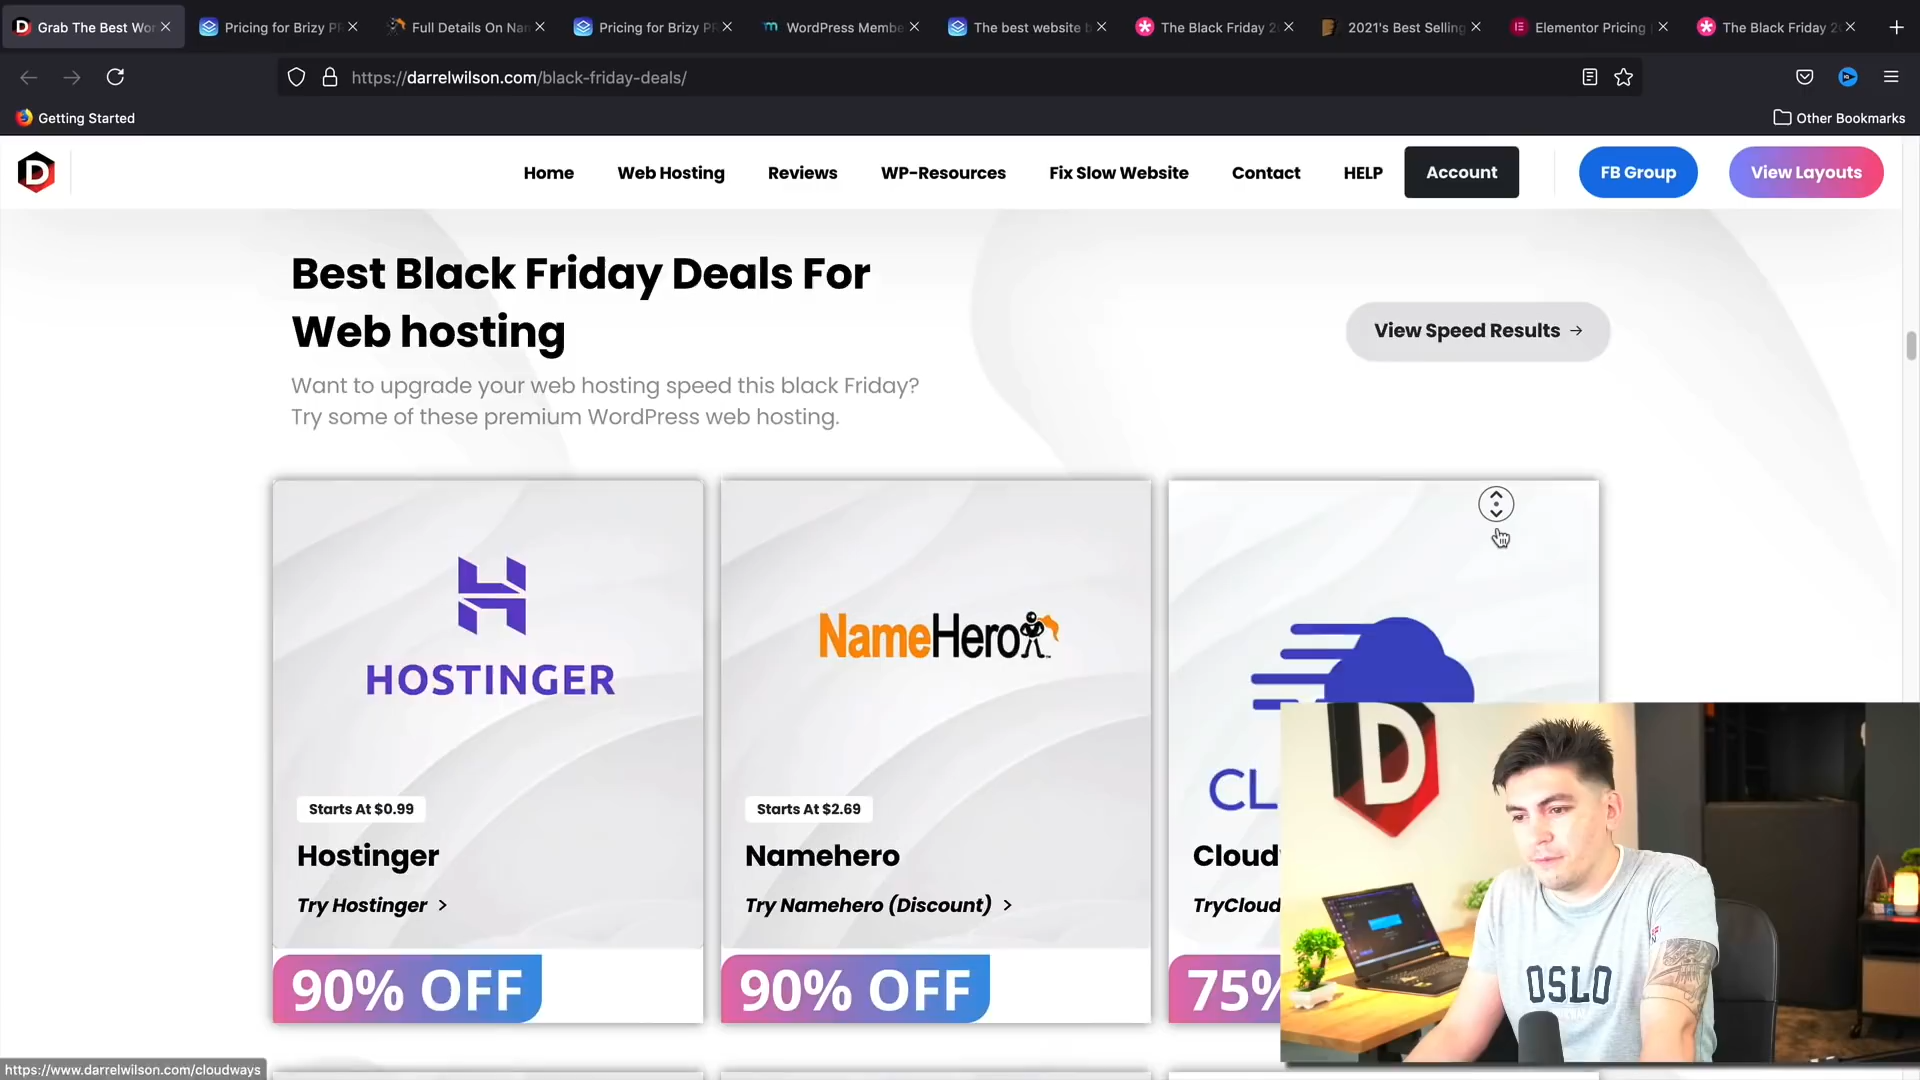 Grab The Best Wor
Pricing for Brizy PR
Full Details On Nan
Pricing for Brizy PR
WordPress Membe
The best website b
The Black Friday 2
2021's Best Selling
Elementor Pricing
The Black Friday 2
https://darrelwilson.com/black-friday-deals/
Getting Started
Other Bookmarks
D
Home
Web Hosting
Reviews
WP-Resources
Fix Slow Website
Contact
HELP
Account
FB Group
View Layouts
Best Black Friday Deals For
Web hosting
View Speed Results →
Want to upgrade your web hosting speed this black Friday?
Try some of these premium WordPress web hosting.
HOSTINGER
NameHero
CL
Starts At $0.99
Starts At $2.69
Hostinger
Namehero
Cloud
Try Hostinger >
Try Namehero (Discount) >
TryCloud
90% OFF
90% OFF
75%
D
OSLO
https://www.darrelwilson.com/cloudways